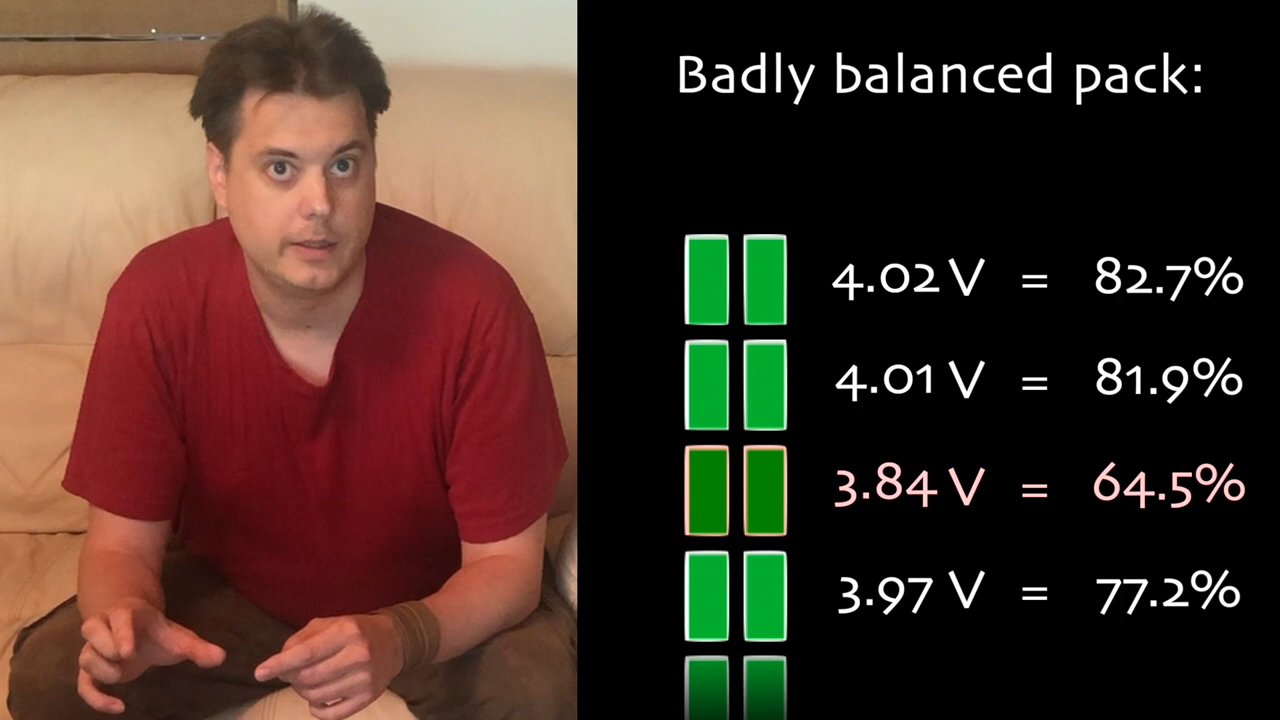 Badly balanced pack:
4.02 V = 82.7%
4.01 V = 81.9%
3.84 V = 64.5%
3.97 V = 77.2%